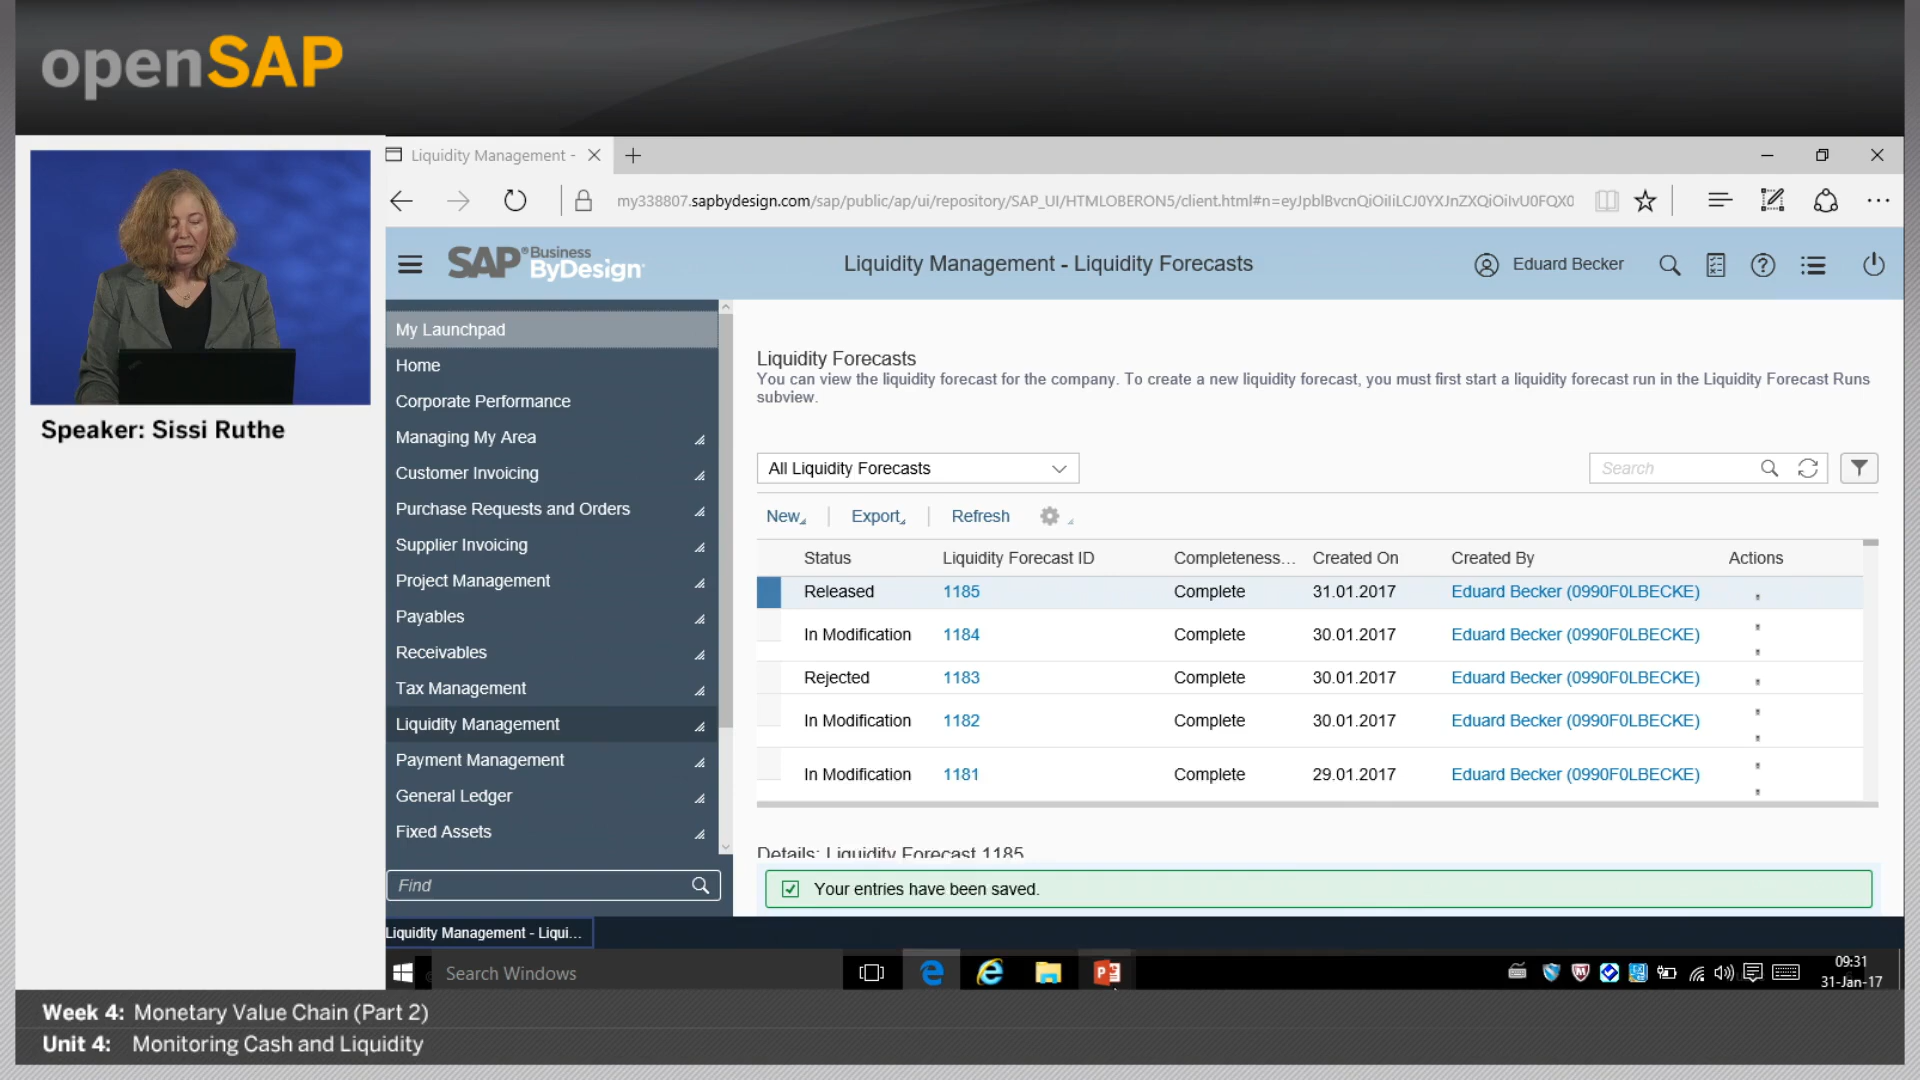 openSAP
Speaker: Sissi Ruthe
Liquidity Management -
my338807.sapbydesign.com/sap/public/ap/ui/repository/SAP_UI/HTMLOBERON5/client.html#n=eyJpblBvcnQiOiIiLCJ0YXJnZXQiOiIvU0FQX0
SAP® Business ByDesign
Liquidity Management - Liquidity Forecasts
Eduard Becker
My Launchpad
Home
Corporate Performance
Managing My Area
Customer Invoicing
Purchase Requests and Orders
Supplier Invoicing
Project Management
Payables
Receivables
Tax Management
Liquidity Management
Payment Management
General Ledger
Fixed Assets
Find
Liquidity Forecasts
You can view the liquidity forecast for the company. To create a new liquidity forecast, you must first start a liquidity forecast run in the Liquidity Forecast Runs
subview.
All Liquidity Forecasts
Search
New
Export
Refresh
Status Liquidity Forecast ID Completeness... Created On Created By Actions
Released 1185 Complete 31.01.2017 Eduard Becker (0990F0LBECKE)
In Modification 1184 Complete 30.01.2017 Eduard Becker (0990F0LBECKE)
Rejected 1183 Complete 30.01.2017 Eduard Becker (0990F0LBECKE)
In Modification 1182 Complete 30.01.2017 Eduard Becker (0990F0LBECKE)
In Modification 1181 Complete 29.01.2017 Eduard Becker (0990F0LBECKE)
Details: Liquidity Forecast 1185
Your entries have been saved.
Liquidity Management - Liqui...
Search Windows
09:31
31-Jan-17
Week 4: Monetary Value Chain (Part 2)
Unit 4: Monitoring Cash and Liquidity